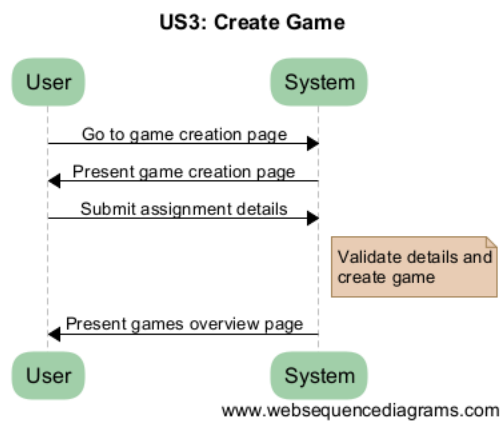 US3: Create Game
User
System
Go to game creation page
Present game creation page
Submit assignment details
Validate details and
create game
Present games overview page
User
System
www.websequencediagrams.com